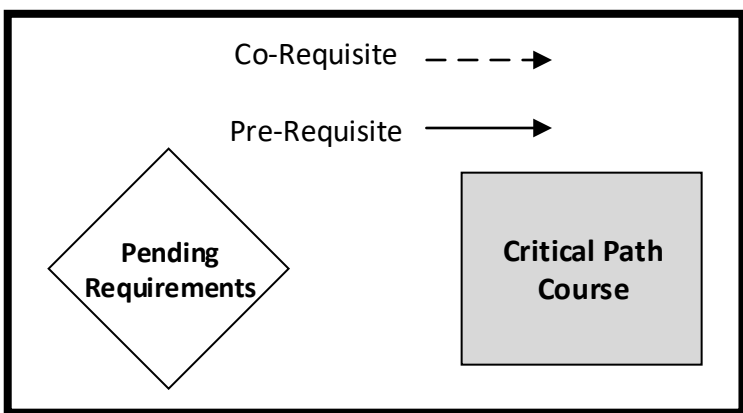 Co-Requisite
Pre-Requisite
Pending
Requirements
Critical Path
Course